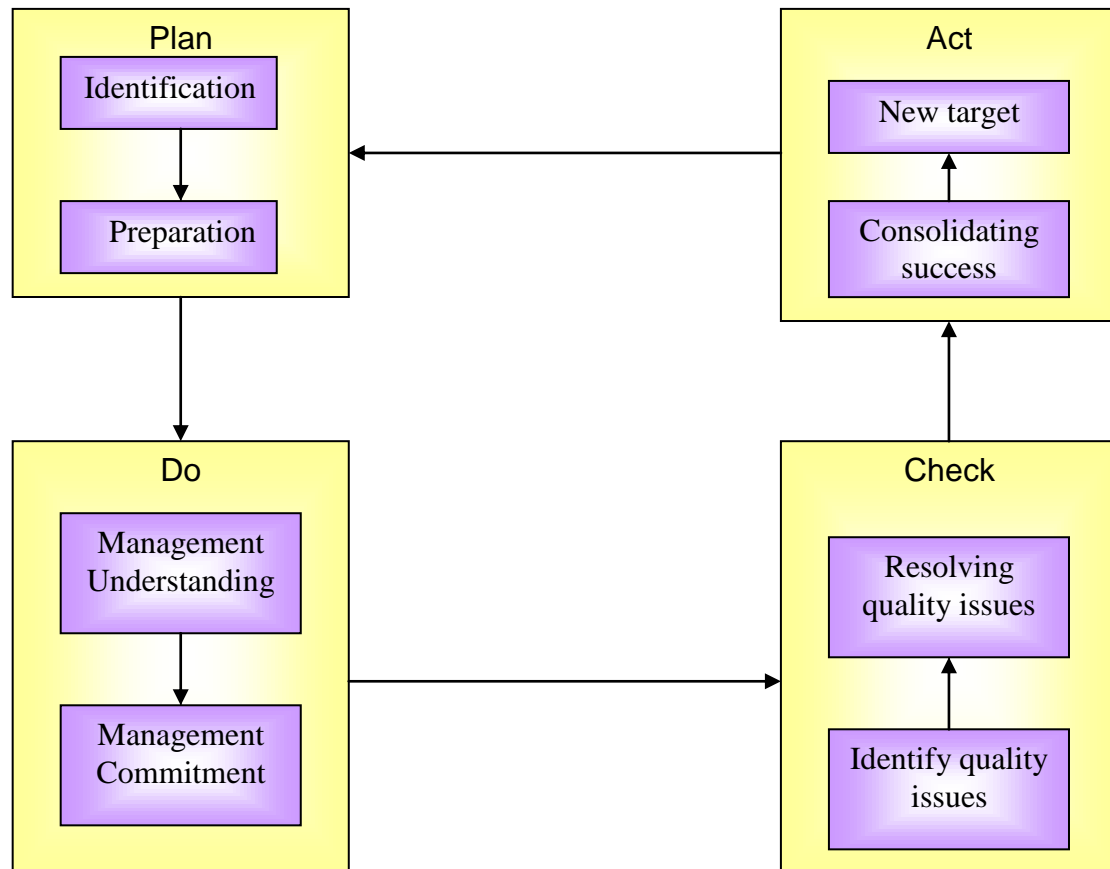 Plan
Identification
Preparation
Act
New target
Consolidating
success
Do
Management
Understanding
Management
Commitment
Check
Resolving
quality issues
Identify quality
issues